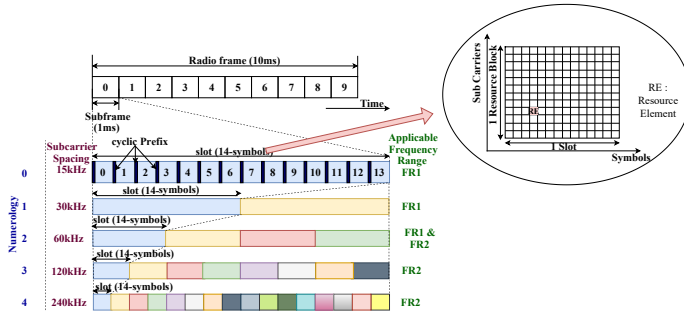 Radio frame (10ms)
0 1 2 3 4 5 6 7 8 9
Time
Subframe
(1ms)
Sub Carriers
1 Resource Block
RE
RE :
Resource
Element
1 Slot
Symbols
Subcarrier
Spacing
cyclic Prefix
slot (14-symbols)
Applicable
Frequency
Range
Numerology
0 15kHz 0 1 2 3 4 5 6 7 8 9 10 11 12 13 FR1
slot (14-symbols)
1 30kHz FR1
slot (14-symbols)
2 60kHz FR1 &
FR2
slot (14-symbols)
3 120kHz FR2
slot (14-symbols)
4 240kHz FR2